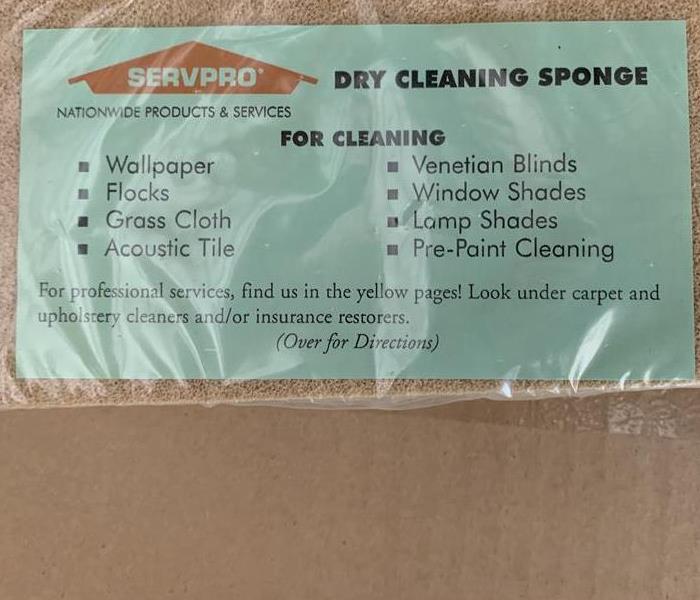 SERVPRO®
DRY CLEANING SPONGE
NATIONWIDE PRODUCTS & SERVICES
FOR CLEANING
▪ Wallpaper
▪ Flocks
▪ Grass Cloth
▪ Acoustic Tile
▪ Venetian Blinds
▪ Window Shades
▪ Lamp Shades
▪ Pre-Paint Cleaning
For professional services, find us in the yellow pages! Look under carpet and
upholstery cleaners and/or insurance restorers.
(Over for Directions)